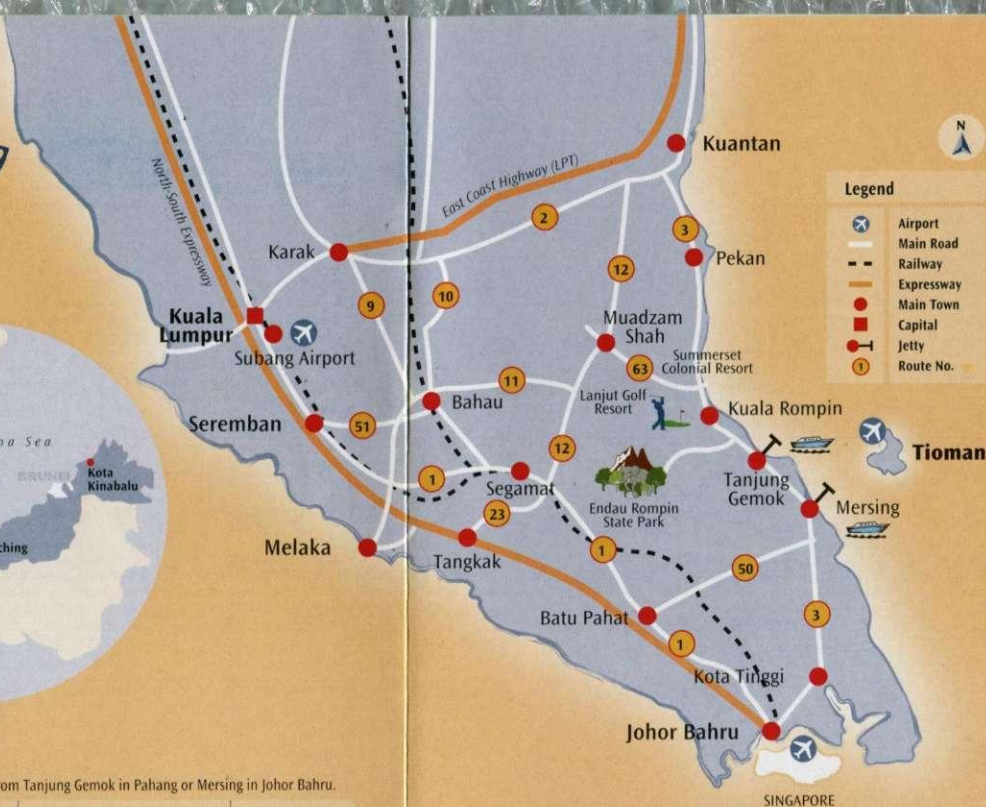 Kuantan
N
East Coast Highway (LPT)
North-South Expressway
2
3
Karak
Pekan
12
9
10
Kuala
Lumpur
Subang Airport
Muadzam
Shah
63
Summerset
Colonial Resort
11
Lanjut Golf
Resort
Bahau
Kuala Rompin
Seremban
51
12
Tioman
1
Segamat
Tanjung
Gemok
23
Endau Rompin
State Park
Mersing
Melaka
Tangkak
1
50
Batu Pahat
3
1
Kota Tinggi
Johor Bahru
SINGAPORE
Legend
Airport
Main Road
Railway
Expressway
Main Town
Capital
Jetty
1 Route No.
na Sea
BRUNEI
Kota
Kinabalu
ching
om Tanjung Gemok in Pahang or Mersing in Johor Bahru.